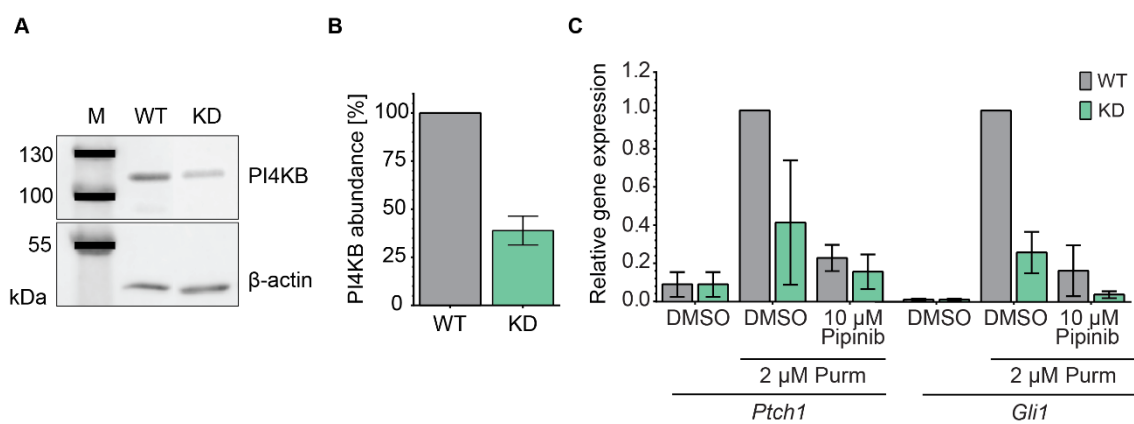 A
M WT KD
130
PI4KB
100
55
β-actin
kDa
B
PI4KB abundance [%]
100
75
50
25
0
WT KD
C
Relative gene expression
1.2
1.0
0.8
0.6
0.4
0.2
0.0
WT
KD
DMSO DMSO 10 µM DMSO DMSO 10 µM
Pipinib Pipinib
2 µM Purm 2 µM Purm
Ptch1 Gli1